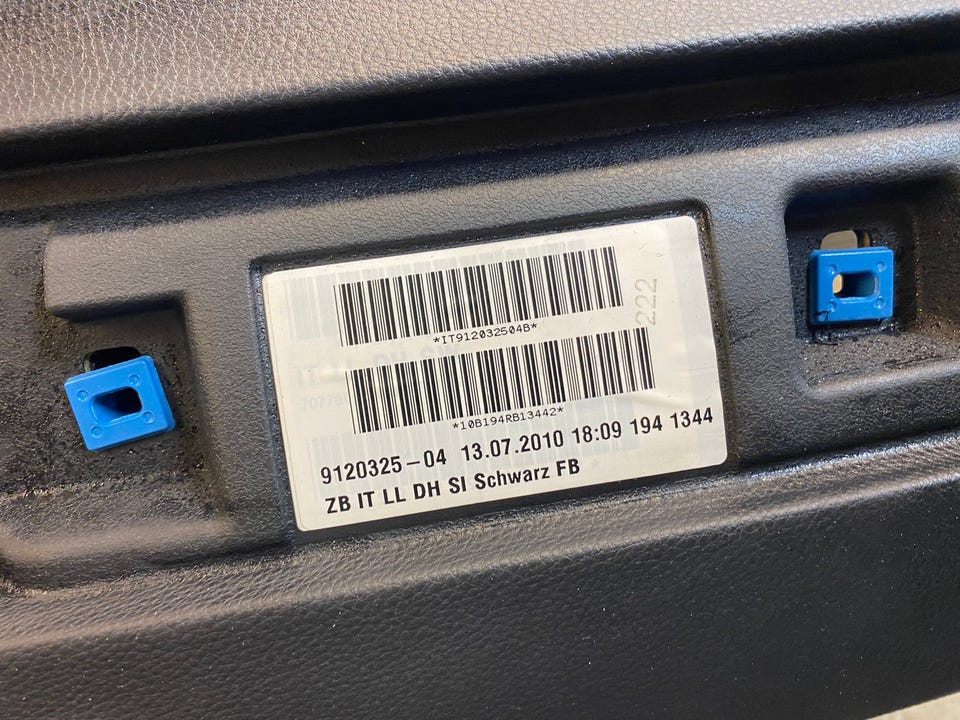 *IT912032504B*
222
*10B194RB13442*
9120325-04 13.07.2010 18:09 194 1344
ZB IT LL DH SI Schwarz FB